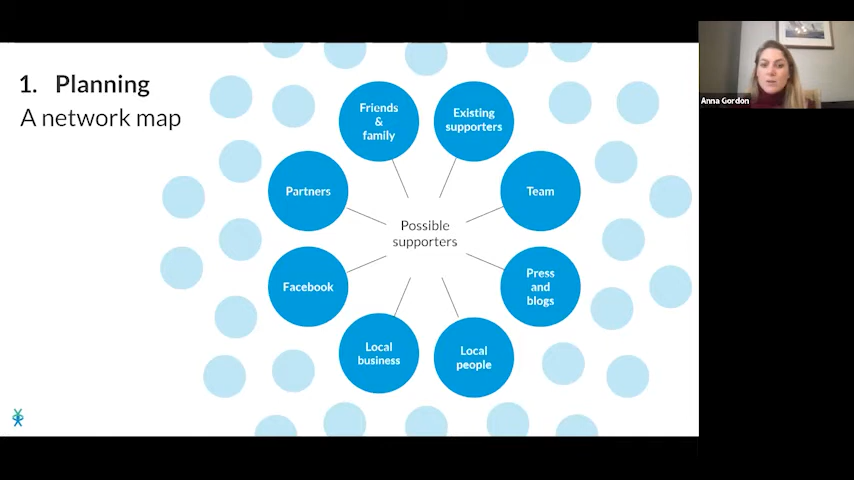 1. Planning
A network map
Friends
&
family
Existing
supporters
Partners
Team
Possible
supporters
Facebook
Press
and
blogs
Local
business
Local
people
Anna Gordon